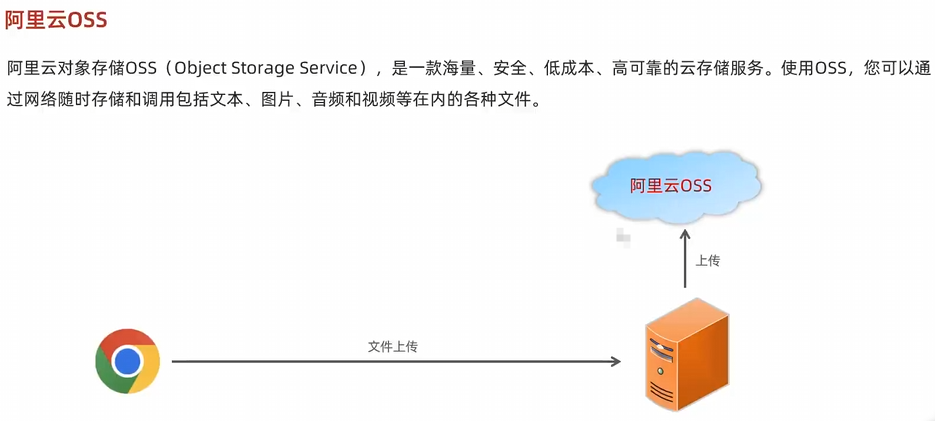 阿里云OSS
阿里云对象存储OSS（Object Storage Service），是一款海量、安全、低成本、高可靠的云存储服务。使用OSS，您可以通
过网络随时存储和调用包括文本、图片、音频和视频等在内的各种文件。
阿里云OSS
上传
文件上传